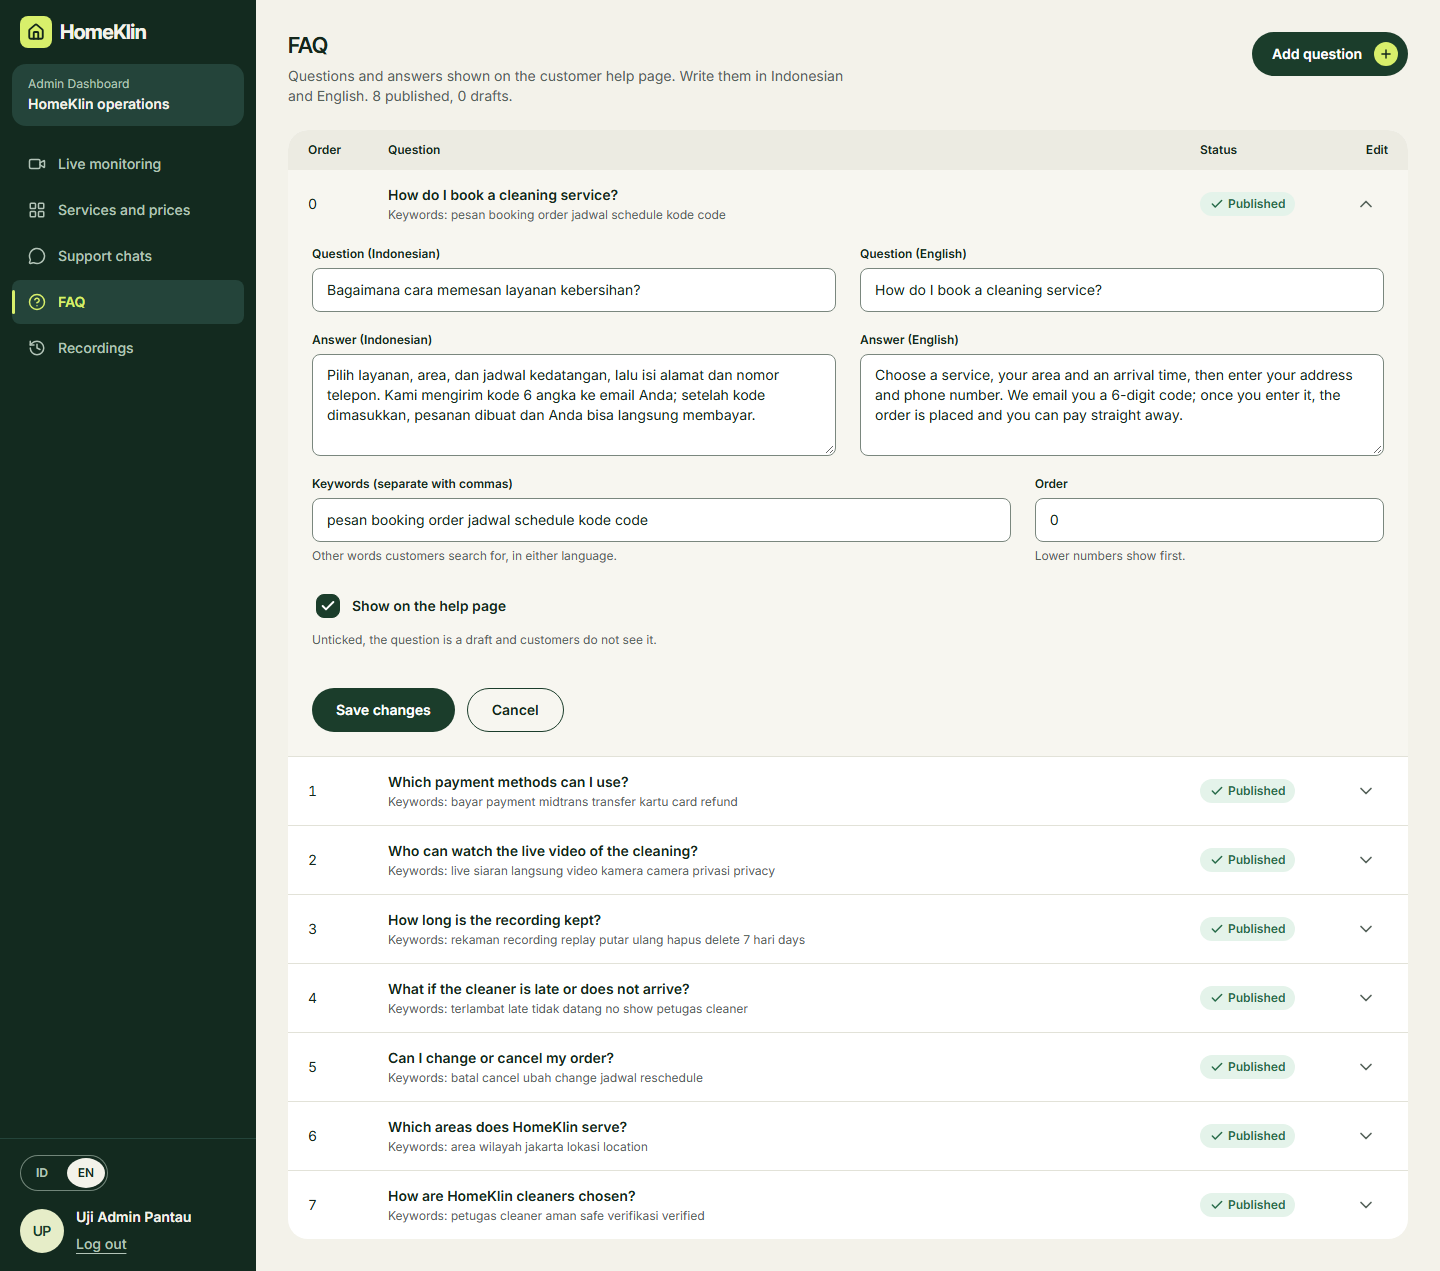 HomeKlin
Admin Dashboard
HomeKlin operations
Live monitoring
Services and prices
Support chats
FAQ
Recordings
ID EN
UP
Uji Admin Pantau
Log out
FAQ
Questions and answers shown on the customer help page. Write them in Indonesian
and English. 8 published, 0 drafts.
Add question
Order Question Status Edit
0 How do I book a cleaning service? Published
Keywords: pesan booking order jadwal schedule kode code
Question (Indonesian)
Bagaimana cara memesan layanan kebersihan?
Question (English)
How do I book a cleaning service?
Answer (Indonesian)
Pilih layanan, area, dan jadwal kedatangan, lalu isi alamat dan nomor
telepon. Kami mengirim kode 6 angka ke email Anda; setelah kode
dimasukkan, pesanan dibuat dan Anda bisa langsung membayar.
Answer (English)
Choose a service, your area and an arrival time, then enter your address
and phone number. We email you a 6-digit code; once you enter it, the
order is placed and you can pay straight away.
Keywords (separate with commas)
pesan booking order jadwal schedule kode code
Other words customers search for, in either language.
Order
0
Lower numbers show first.
Show on the help page
Unticked, the question is a draft and customers do not see it.
Save changes Cancel
1 Which payment methods can I use? Published
Keywords: bayar payment midtrans transfer kartu card refund
2 Who can watch the live video of the cleaning? Published
Keywords: live siaran langsung video kamera camera privasi privacy
3 How long is the recording kept? Published
Keywords: rekaman recording replay putar ulang hapus delete 7 hari days
4 What if the cleaner is late or does not arrive? Published
Keywords: terlambat late tidak datang no show petugas cleaner
5 Can I change or cancel my order? Published
Keywords: batal cancel ubah change jadwal reschedule
6 Which areas does HomeKlin serve? Published
Keywords: area wilayah jakarta lokasi location
7 How are HomeKlin cleaners chosen? Published
Keywords: petugas cleaner aman safe verifikasi verified